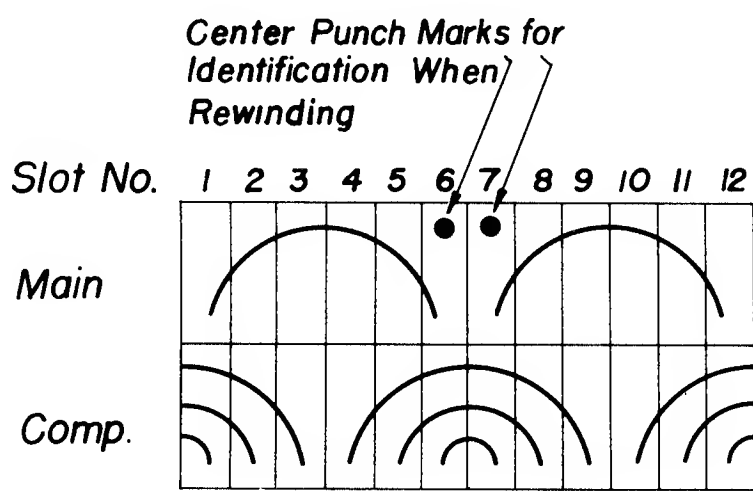 Center Punch Marks for
Identification When
Rewinding
Slot No. 1 2 3 4 5 6 7 8 9 10 11 12
Main
Comp.